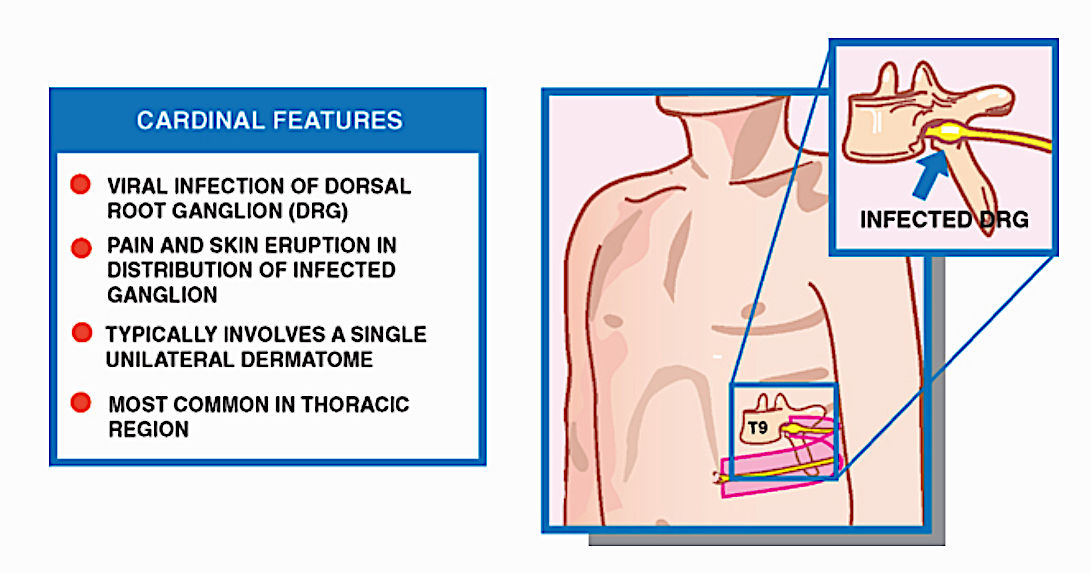 CARDINAL FEATURES
VIRAL INFECTION OF DORSAL
ROOT GANGLION (DRG)
PAIN AND SKIN ERUPTION IN
DISTRIBUTION OF INFECTED
GANGLION
TYPICALLY INVOLVES A SINGLE
UNILATERAL DERMATOME
MOST COMMON IN THORACIC
REGION
INFECTED DRG
T9